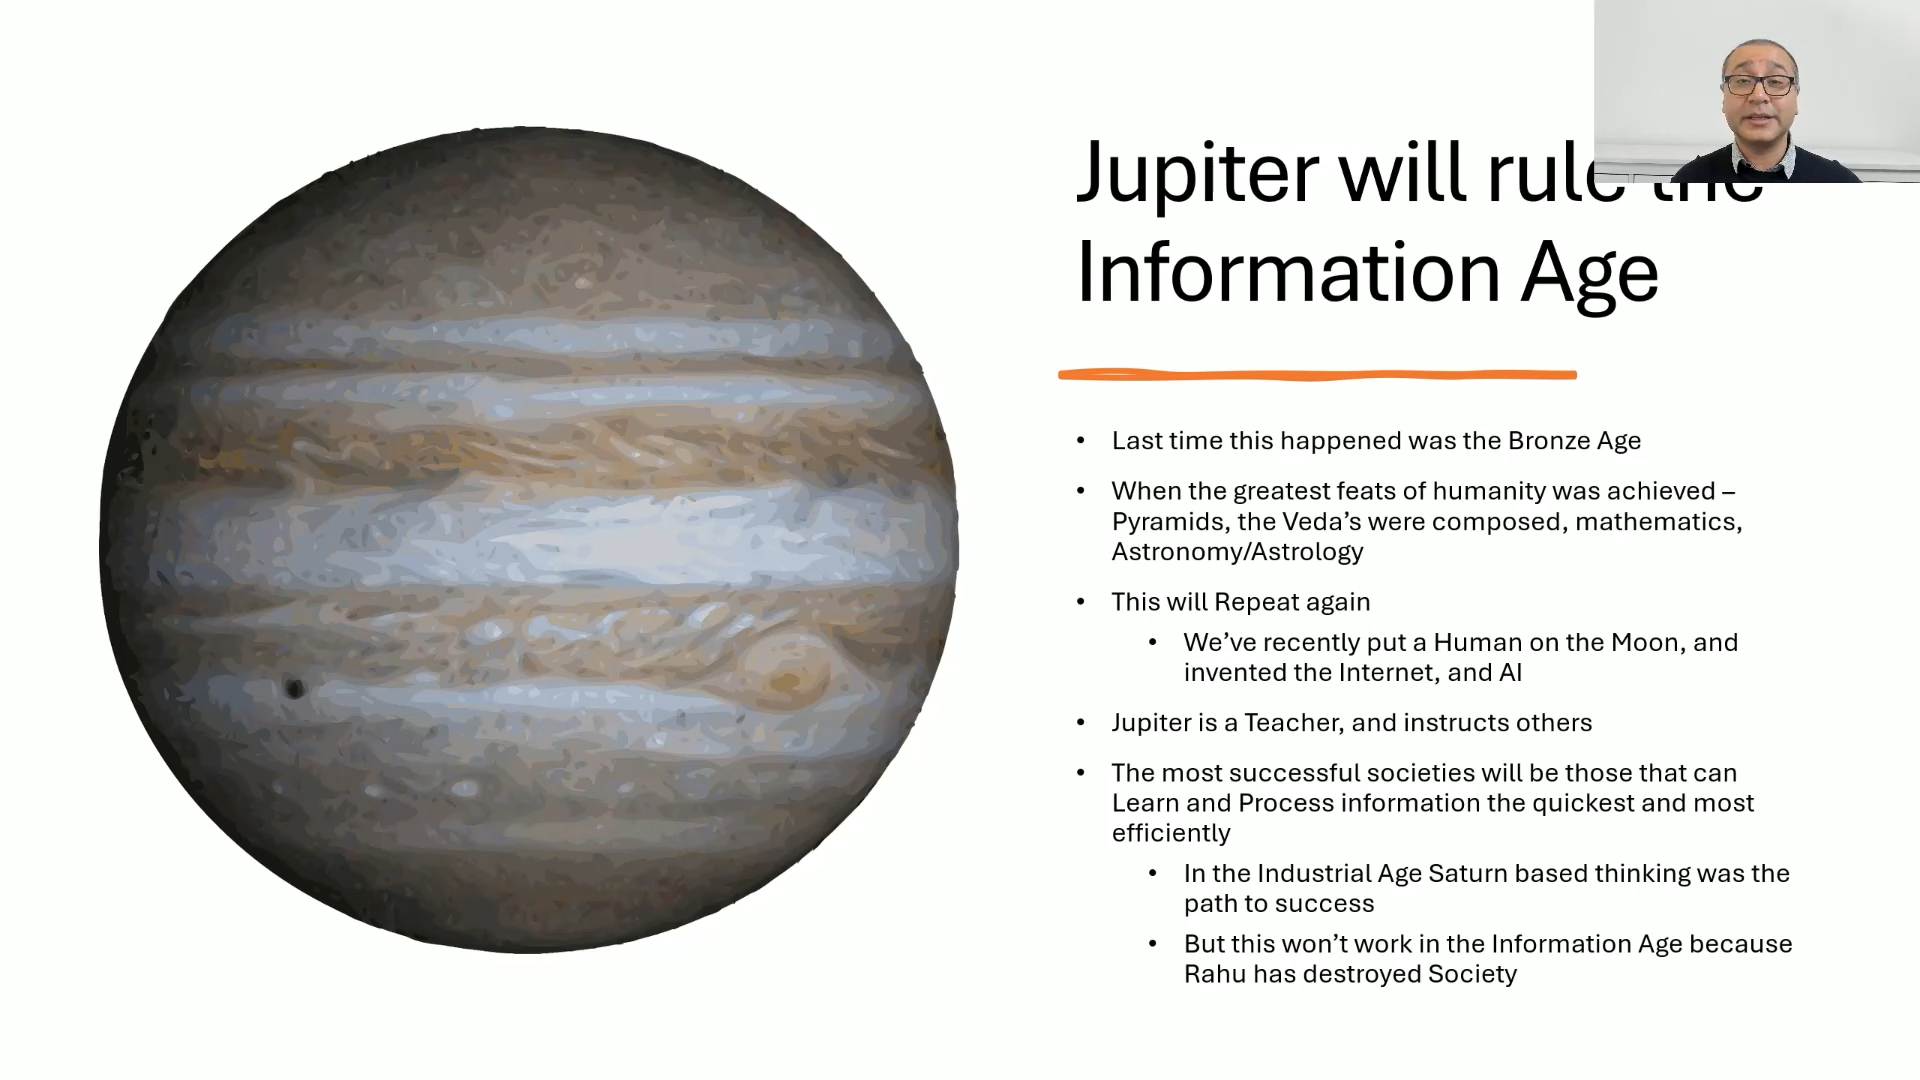 Jupiter will rule the
Information Age
• Last time this happened was the Bronze Age
• When the greatest feats of humanity was achieved –
Pyramids, the Veda’s were composed, mathematics,
Astronomy/Astrology
• This will Repeat again
• We’ve recently put a Human on the Moon, and
invented the Internet, and AI
• Jupiter is a Teacher, and instructs others
• The most successful societies will be those that can
Learn and Process information the quickest and most
efficiently
• In the Industrial Age Saturn based thinking was the
path to success
• But this won’t work in the Information Age because
Rahu has destroyed Society